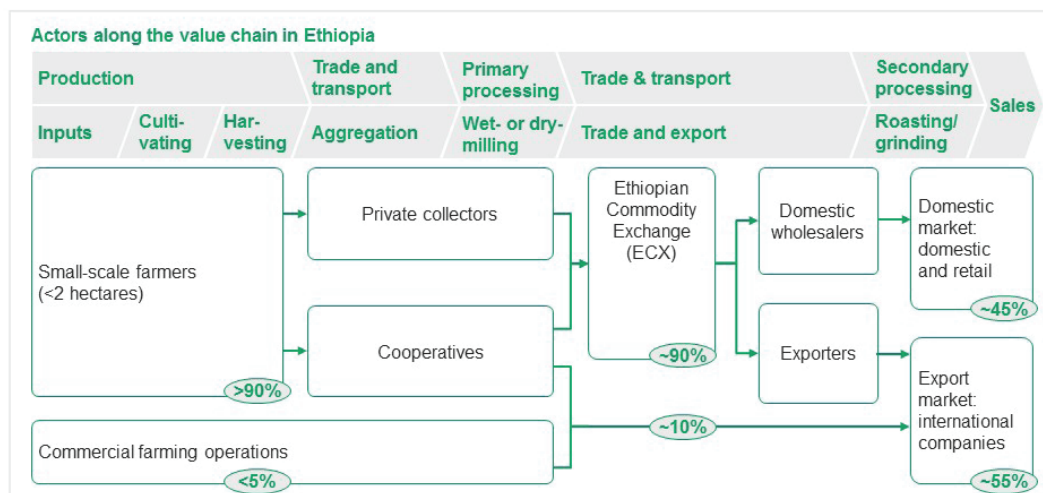 Actors along the value chain in Ethiopia
Production
Trade and
transport
Primary
processing
Trade & transport
Secondary
processing
Sales
Inputs
Culti-
vating
Har-
vesting
Aggregation
Wet- or dry-
milling
Trade and export
Roasting/
grinding
Small-scale farmers
(<2 hectares)
>90%
Commercial farming operations
<5%
Private collectors
Cooperatives
Ethiopian
Commodity
Exchange
(ECX)
~90%
~10%
Domestic
wholesalers
Exporters
Domestic
market:
domestic
and retail
~45%
Export
market:
international
companies
~55%